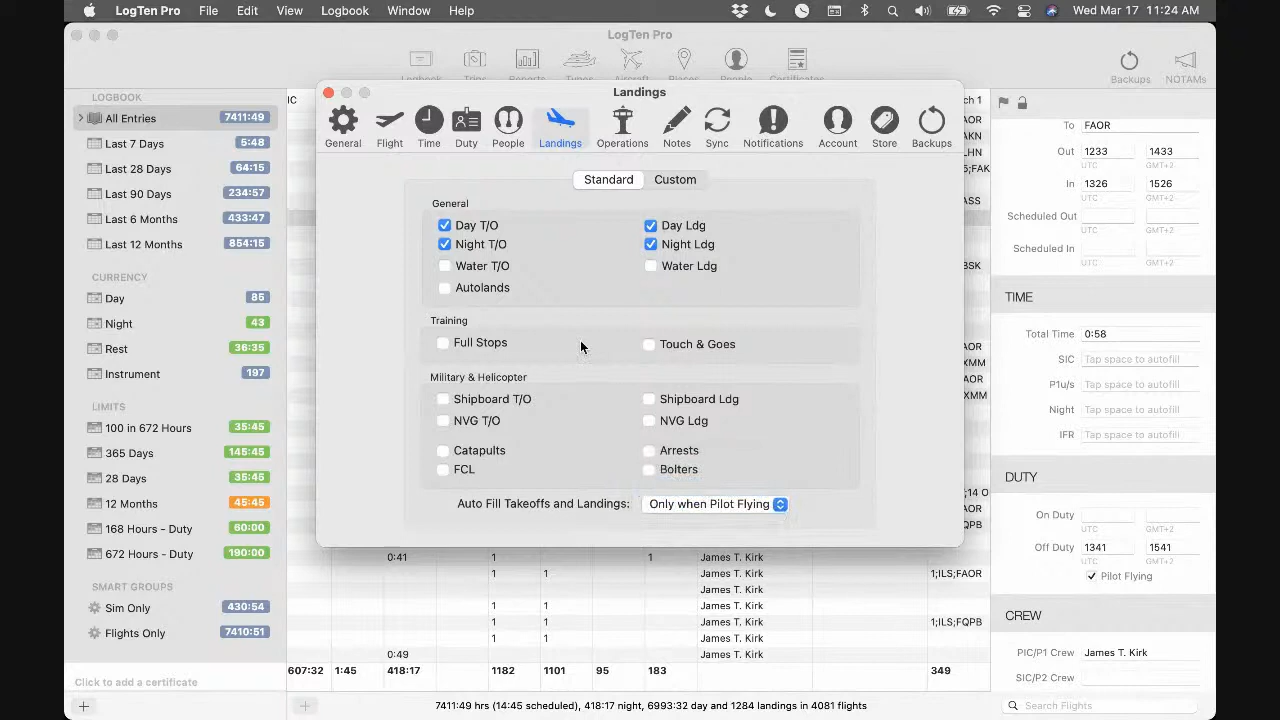 LogTen Pro File Edit View Logbook Window Help Wed Mar 17 11:24 AM
LogTen Pro
Logbook Trips Reports Types Aircraft Places People Certificates Backups NOTAMs
LOGBOOK
All Entries 7411:49
Last 7 Days 5:48
Last 28 Days 64:15
Last 90 Days 234:57
Last 6 Months 433:47
Last 12 Months 854:15
CURRENCY
Day 85
Night 43
Rest 36:35
Instrument 197
LIMITS
100 in 672 Hours 35:45
365 Days 145:45
28 Days 35:45
12 Months 45:45
168 Hours - Duty 60:00
672 Hours - Duty 190:00
SMART GROUPS
Sim Only 430:54
Flights Only 7410:51
Click to add a certificate
IC
Landings
General Flight Time Duty People Landings Operations Notes Sync Notifications Account Store Backups
Standard Custom
General
Day T/O Day Ldg
Night T/O Night Ldg
Water T/O Water Ldg
Autolands
Training
Full Stops Touch & Goes
Military & Helicopter
Shipboard T/O Shipboard Ldg
NVG T/O NVG Ldg
Catapults Arrests
FCL Bolters
Auto Fill Takeoffs and Landings: Only when Pilot Flying
0:41 1 1 James T. Kirk
1 1 James T. Kirk 1;ILS;FAOR
James T. Kirk
1 1 James T. Kirk
1 1 James T. Kirk 1;ILS;FQPB
1 1 James T. Kirk
0:49 James T. Kirk
607:32 1:45 418:17 1182 1101 95 183 349
7411:49 hrs (14:45 scheduled), 418:17 night, 6993:32 day and 1284 landings in 4081 flights
To FAOR
Out 1233 1433
UTC GMT+2
In 1326 1526
UTC GMT+2
Scheduled Out
UTC GMT+2
Scheduled In
UTC GMT+2
TIME
Total Time 0:58
SIC Tap space to autofill
P1u/s Tap space to autofill
Night Tap space to autofill
IFR Tap space to autofill
DUTY
On Duty
UTC GMT+2
Off Duty 1341 1541
UTC GMT+2
Pilot Flying
CREW
PIC/P1 Crew James T. Kirk
SIC/P2 Crew
Search Flights